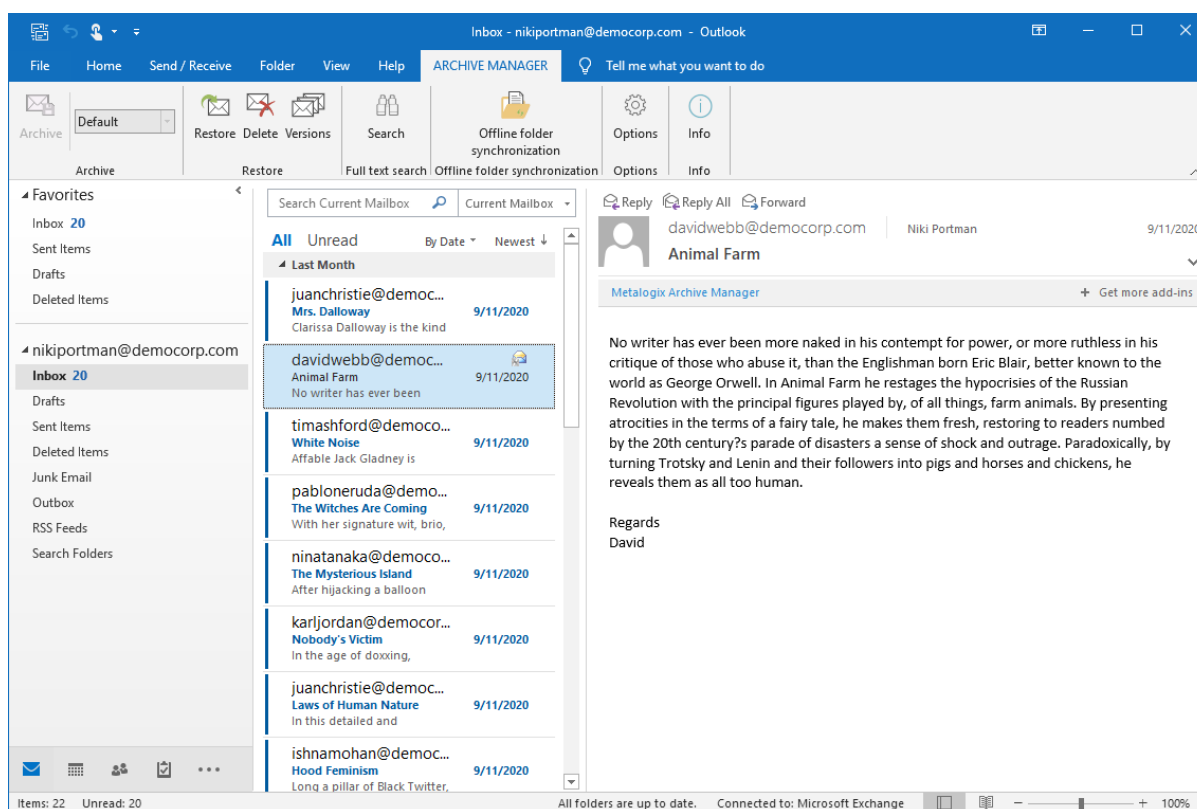 Inbox - nikiportman@democorp.com - Outlook
File Home Send / Receive Folder View Help ARCHIVE MANAGER Tell me what you want to do
Archive
Default
Restore Delete Versions
Search
Offline folder
synchronization
Options
Info
Archive Restore Full text search Offline folder synchronization Options Info
Favorites
Inbox 20
Sent Items
Drafts
Deleted Items
nikiportman@democorp.com
Inbox 20
Drafts
Sent Items
Deleted Items
Junk Email
Outbox
RSS Feeds
Search Folders
Search Current Mailbox Current Mailbox
All Unread By Date Newest ↓
Last Month
juanchristie@democ...
Mrs. Dalloway 9/11/2020
Clarissa Dalloway is the kind
davidwebb@democ...
Animal Farm 9/11/2020
No writer has ever been
timashford@democo...
White Noise 9/11/2020
Affable Jack Gladney is
pabloneruda@demo...
The Witches Are Coming 9/11/2020
With her signature wit, brio,
ninatanaka@democo...
The Mysterious Island 9/11/2020
After hijacking a balloon
karljordan@democor...
Nobody's Victim 9/11/2020
In the age of doxxing,
juanchristie@democ...
Laws of Human Nature 9/11/2020
In this detailed and
ishnamohan@democ...
Hood Feminism 9/11/2020
Long a pillar of Black Twitter,
Reply Reply All Forward
davidwebb@democorp.com Niki Portman 9/11/2020
Animal Farm
Metalogix Archive Manager + Get more add-ins
No writer has ever been more naked in his contempt for power, or more ruthless in his
critique of those who abuse it, than the Englishman born Eric Blair, better known to the
world as George Orwell. In Animal Farm he restages the hypocrisies of the Russian
Revolution with the principal figures played by, of all things, farm animals. By presenting
atrocities in the terms of a fairy tale, he makes them fresh, restoring to readers numbed
by the 20th century?s parade of disasters a sense of shock and outrage. Paradoxically, by
turning Trotsky and Lenin and their followers into pigs and horses and chickens, he
reveals them as all too human.
Regards
David
Items: 22 Unread: 20 All folders are up to date. Connected to: Microsoft Exchange 100%